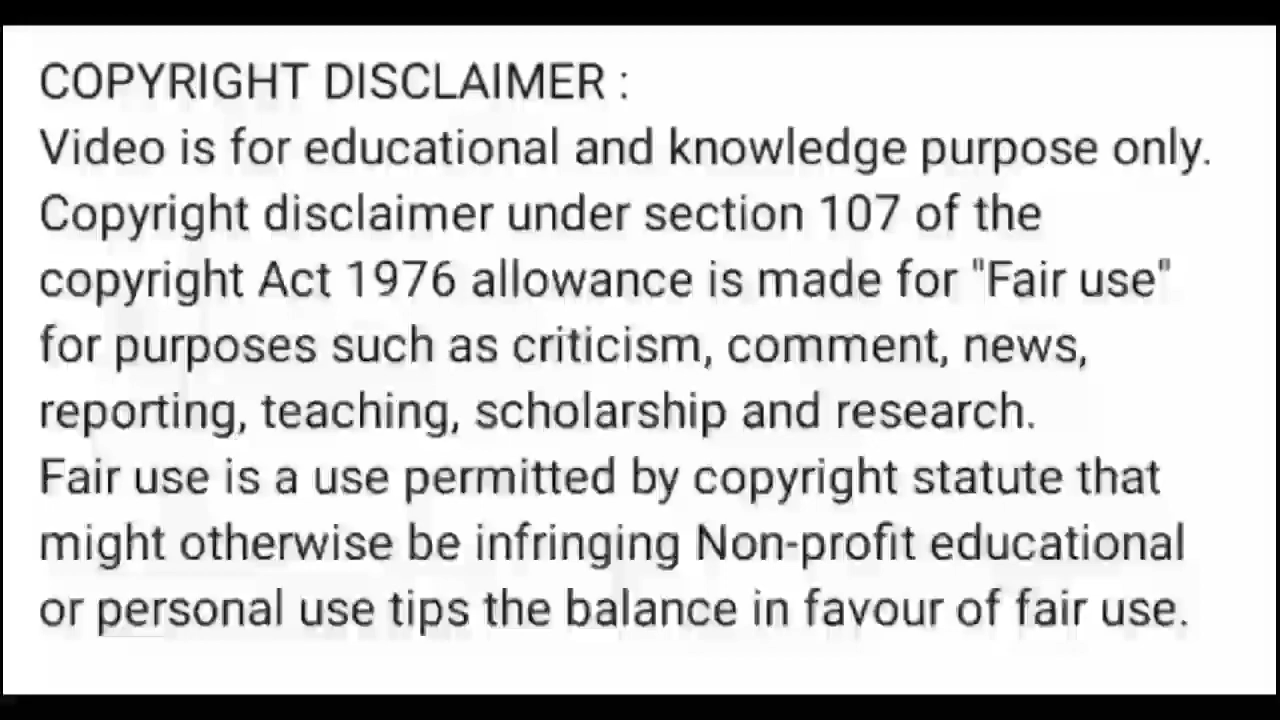 COPYRIGHT DISCLAIMER :
Video is for educational and knowledge purpose only.
Copyright disclaimer under section 107 of the
copyright Act 1976 allowance is made for "Fair use"
for purposes such as criticism, comment, news,
reporting, teaching, scholarship and research.
Fair use is a use permitted by copyright statute that
might otherwise be infringing Non-profit educational
or personal use tips the balance in favour of fair use.